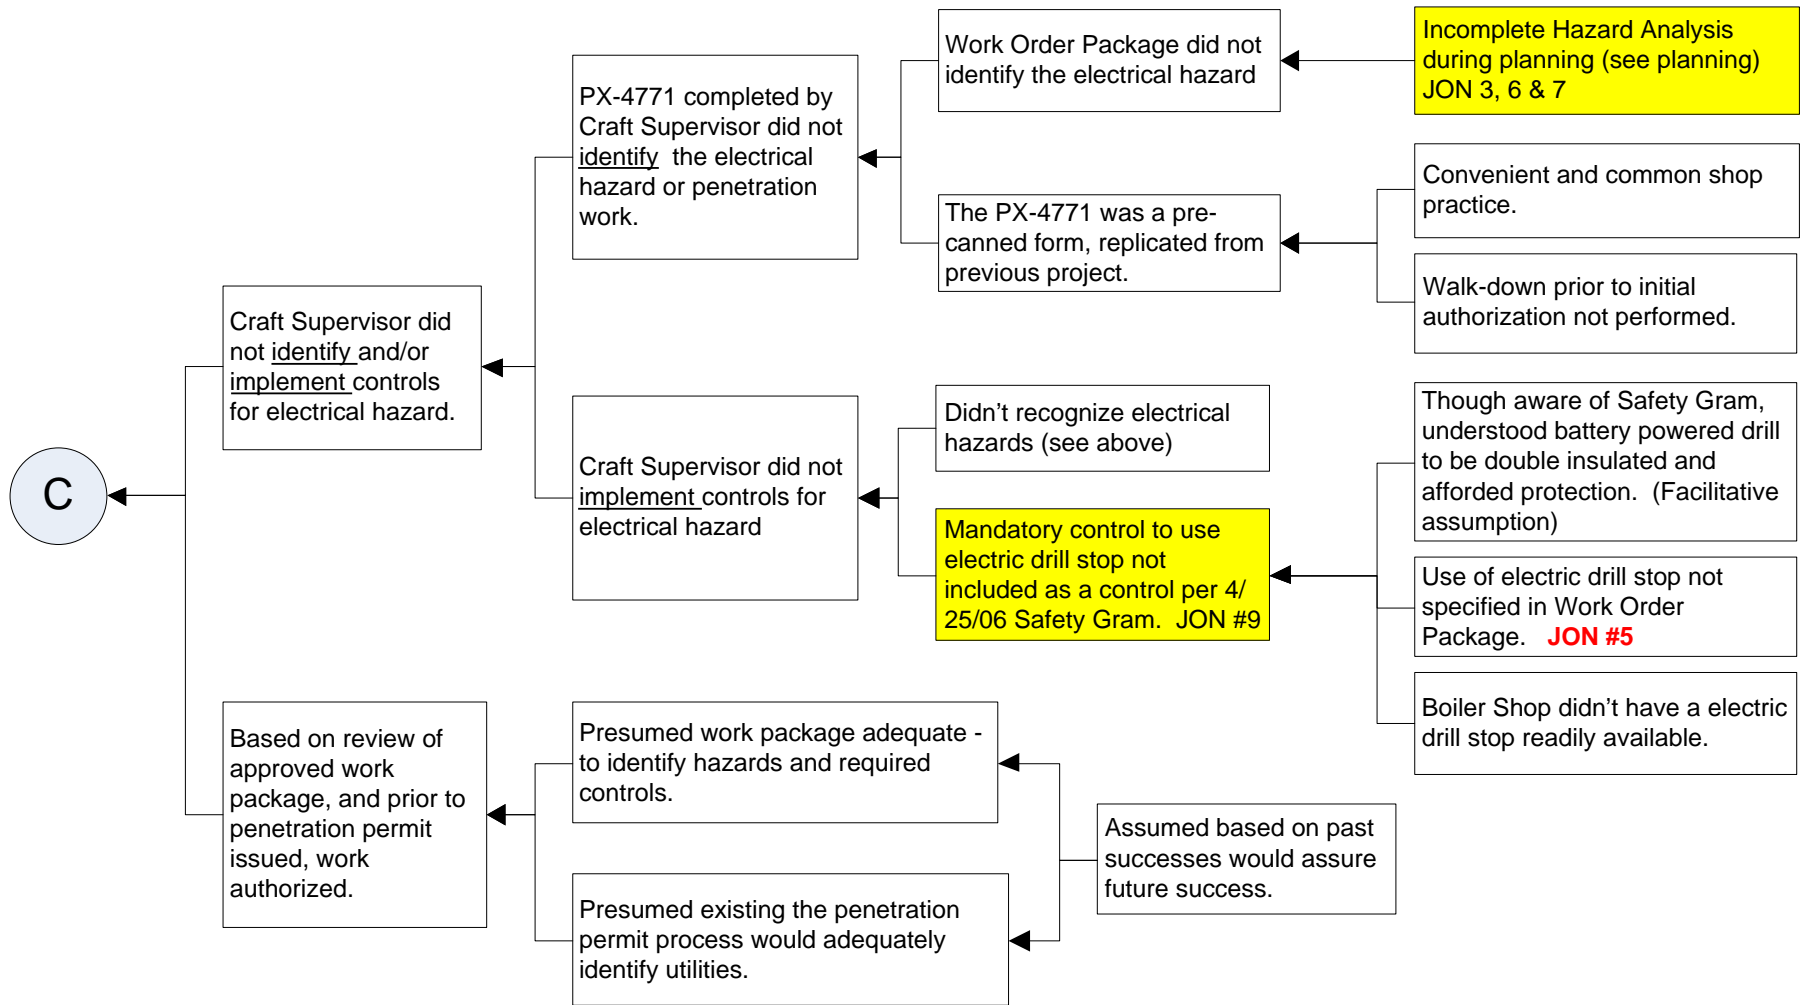 C
Craft Supervisor did
not identify and/or
implement controls
for electrical hazard.
Based on review of
approved work
package, and prior to
penetration permit
issued, work
authorized.
PX-4771 completed by
Craft Supervisor did not
identify  the electrical
hazard or penetration
work.
Craft Supervisor did not
implement controls for
electrical hazard
Presumed work package adequate -
to identify hazards and required
controls.
Presumed existing the penetration
permit process would adequately
identify utilities.
Work Order Package did not
identify the electrical hazard
The PX-4771 was a pre-
canned form, replicated from
previous project.
Didn’t recognize electrical
hazards (see above)
Mandatory control to use
electric drill stop not
included as a control per 4/
25/06 Safety Gram.  JON #9
Assumed based on past
successes would assure
future success.
Incomplete Hazard Analysis
during planning (see planning)
JON 3, 6 & 7
Convenient and common shop
practice.
Walk-down prior to initial
authorization not performed.
Though aware of Safety Gram,
understood battery powered drill
to be double insulated and
afforded protection.  (Facilitative
assumption)
Use of electric drill stop not
specified in Work Order
Package.   JON #5
Boiler Shop didn’t have a electric
drill stop readily available.